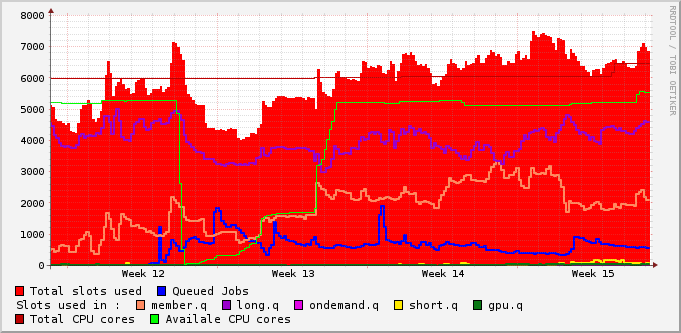 RRDTOOL / TOBI OETIKER
8000
7000
6000
5000
4000
3000
2000
1000
0
Week 12 Week 13 Week 14 Week 15
Total slots used Queued Jobs
Slots used in : member.q long.q ondemand.q short.q gpu.q
Total CPU cores Availale CPU cores